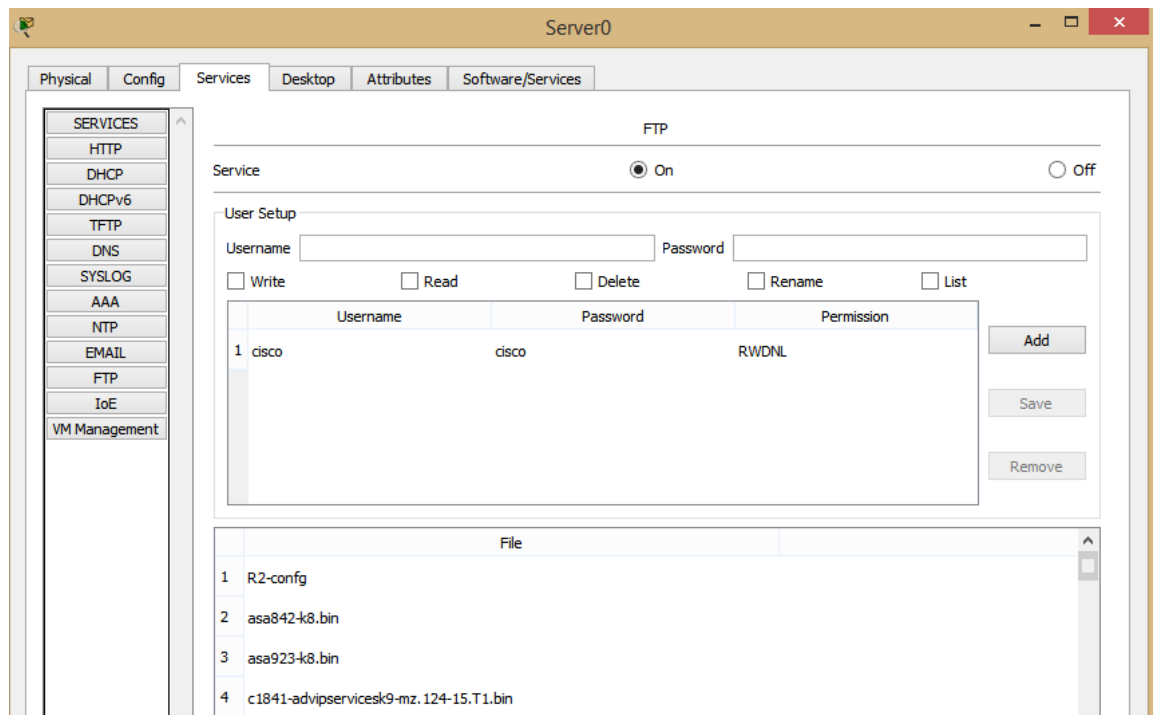 Server0
Physical Config Services Desktop Attributes Software/Services
SERVICES
HTTP
DHCP
DHCPv6
TFTP
DNS
SYSLOG
AAA
NTP
EMAIL
FTP
IoE
VM Management
FTP
Service On Off
User Setup
Username Password
Write Read Delete Rename List
Username Password Permission
1 cisco cisco RWDNL
Add
Save
Remove
File
1 R2-confg
2 asa842-k8.bin
3 asa923-k8.bin
4 c1841-advipservicesk9-mz.124-15.T1.bin